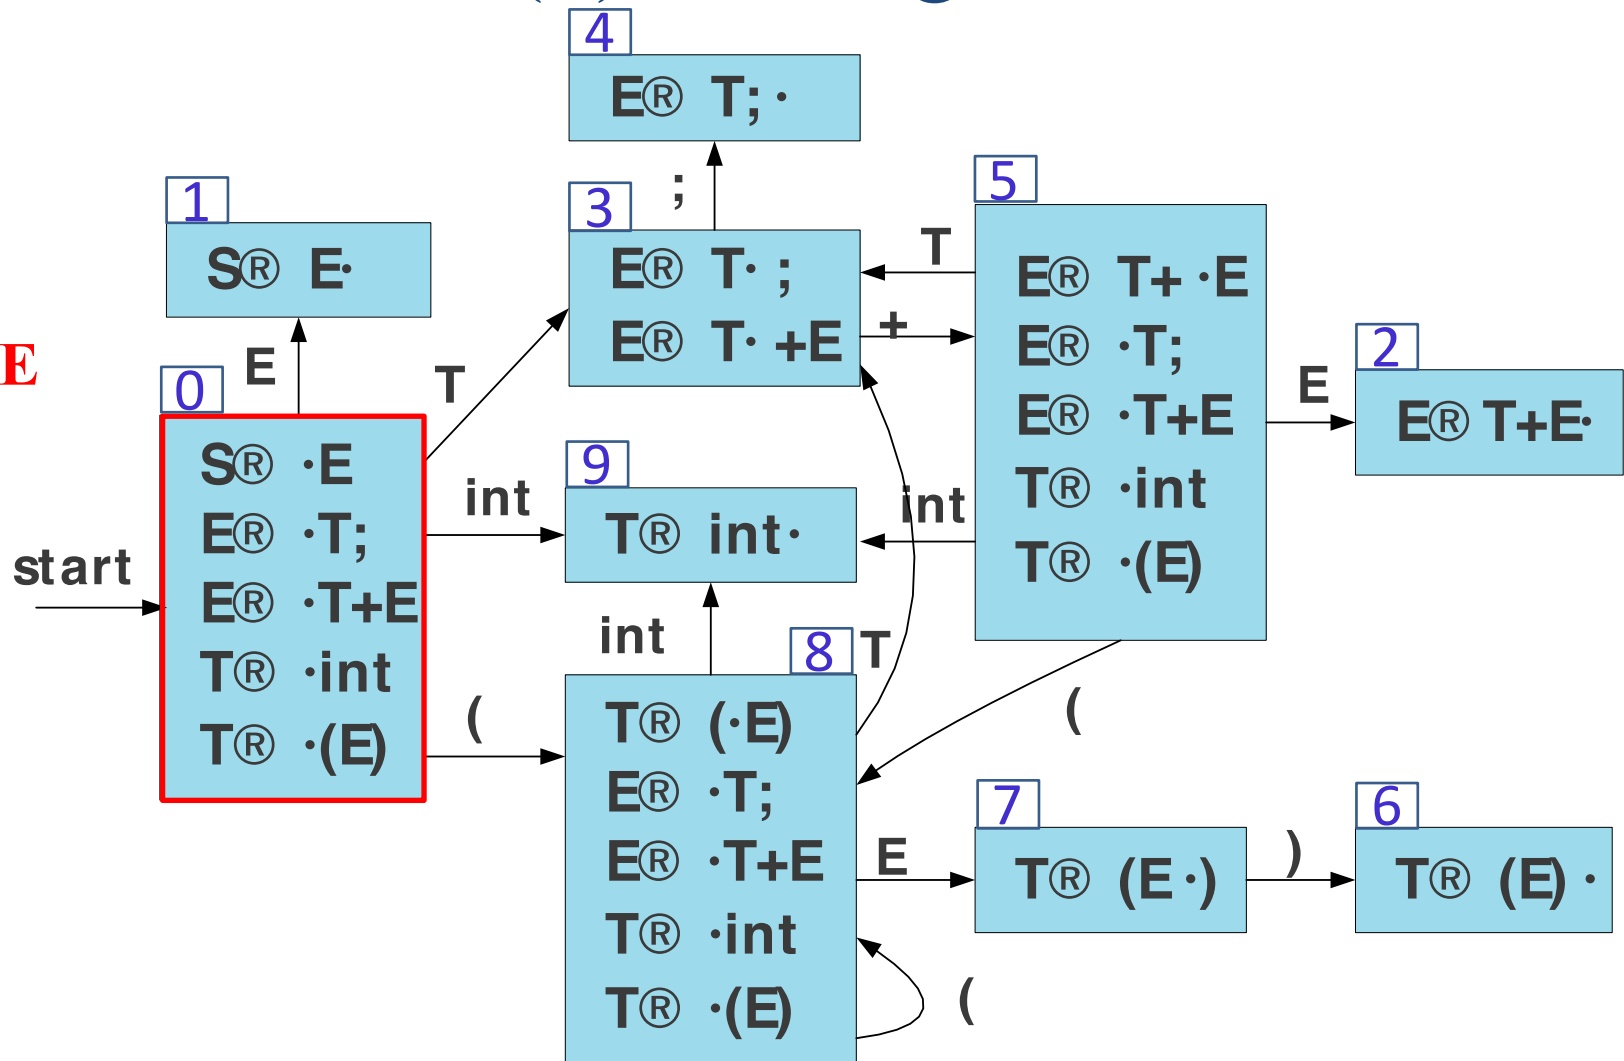 4
E® T; ·
;
1
S® E·
E
3
E® T· ;
E® T· +E
T
+
5
E® T+ ·E
E® ·T;
E® ·T+E
T® ·int
T® ·(E)
E
2
E® T+E·
E
0
S® ·E
E® ·T;
E® ·T+E
T® ·int
T® ·(E)
start
T
int
(
9
T® int·
int
int
8
T
T® (·E)
E® ·T;
E® ·T+E
T® ·int
T® ·(E)
(
E
7
T® (E ·)
)
6
T® (E) ·
(